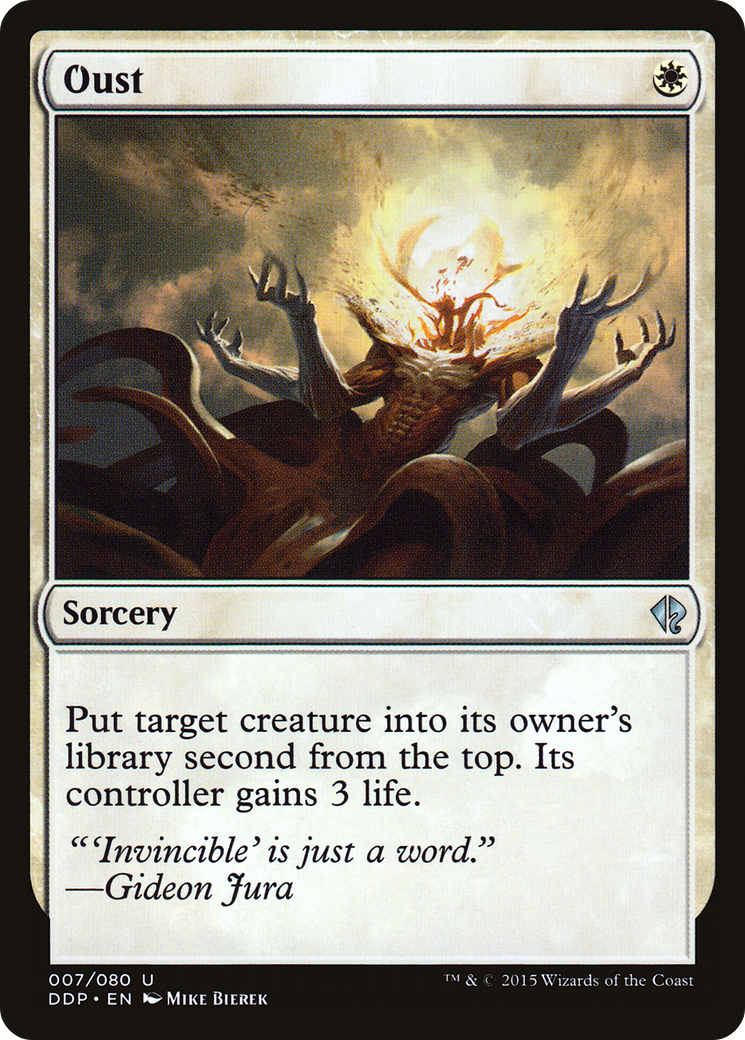 Oust
Sorcery
Put target creature into its owner's
library second from the top. Its
controller gains 3 life.
“‘Invincible’ is just a word.”
—Gideon Jura
007/080 U
™ & © 2015 Wizards of the Coast
DDP • EN Mike Bierek